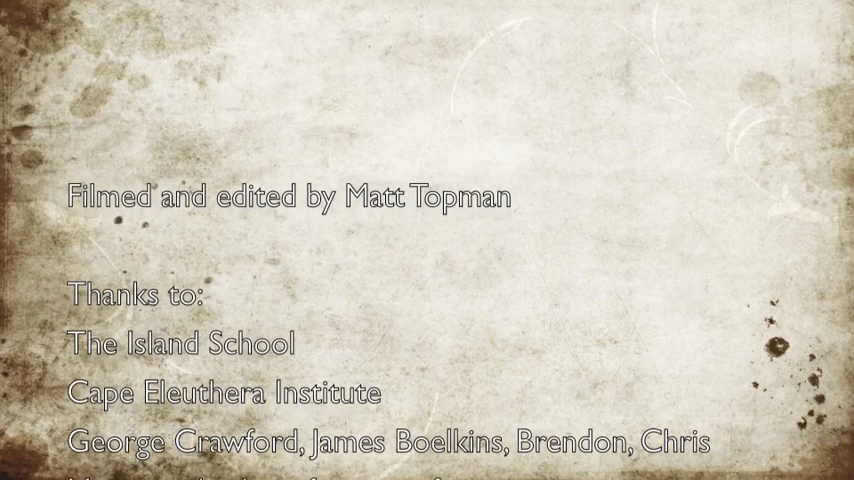 Filmed and edited by Matt Topman
Thanks to:
The Island School
Cape Eleuthera Institute
George Crawford, James Boelkins, Brendon, Chris